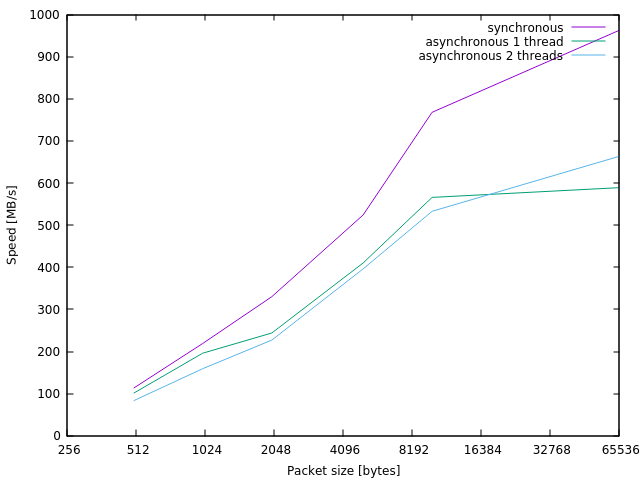 1000
900
800
700
600
500
400
300
200
100
0
Speed [MB/s]
synchronous
asynchronous 1 thread
asynchronous 2 threads
256 512 1024 2048 4096 8192 16384 32768 65536
Packet size [bytes]